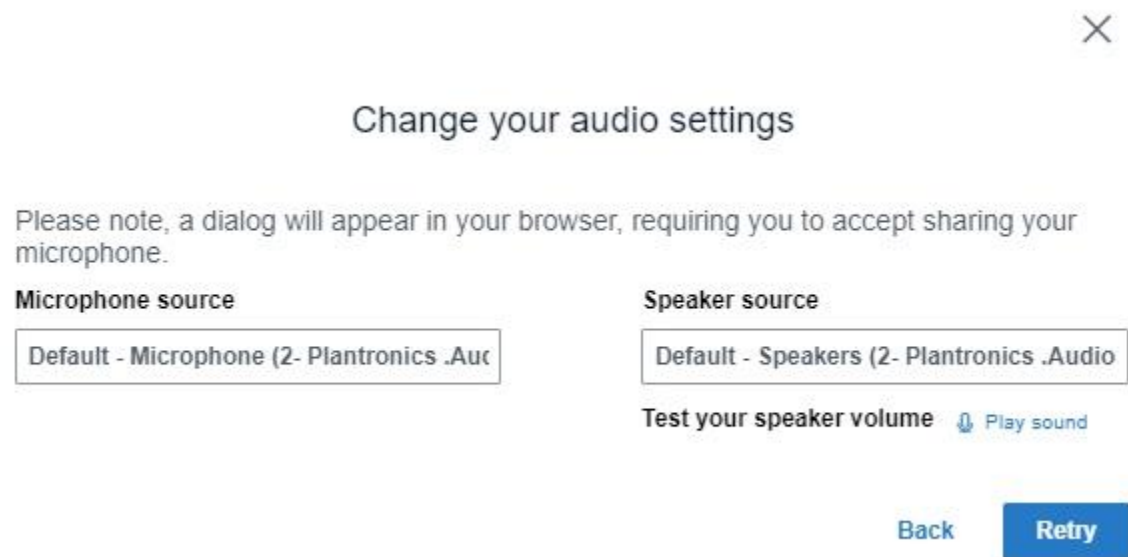 Change your audio settings
Please note, a dialog will appear in your browser, requiring you to accept sharing your
microphone.
Microphone source
Speaker source
Default - Microphone (2- Plantronics .Auc
Default - Speakers (2- Plantronics .Audio
Test your speaker volume Play sound
Back Retry